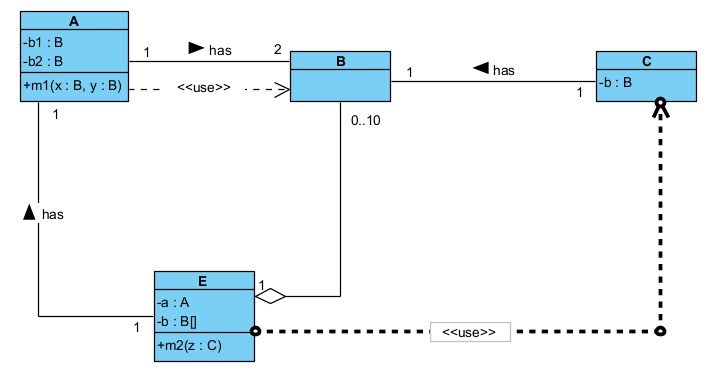 A
-b1 : B
-b2 : B
+m1(x : B, y : B)
1
has
2
<<use>>
B
1
has
1
C
-b : B
0..10
1
has
1
E
-a : A
-b : B[]
+m2(z : C)
1
<<use>>